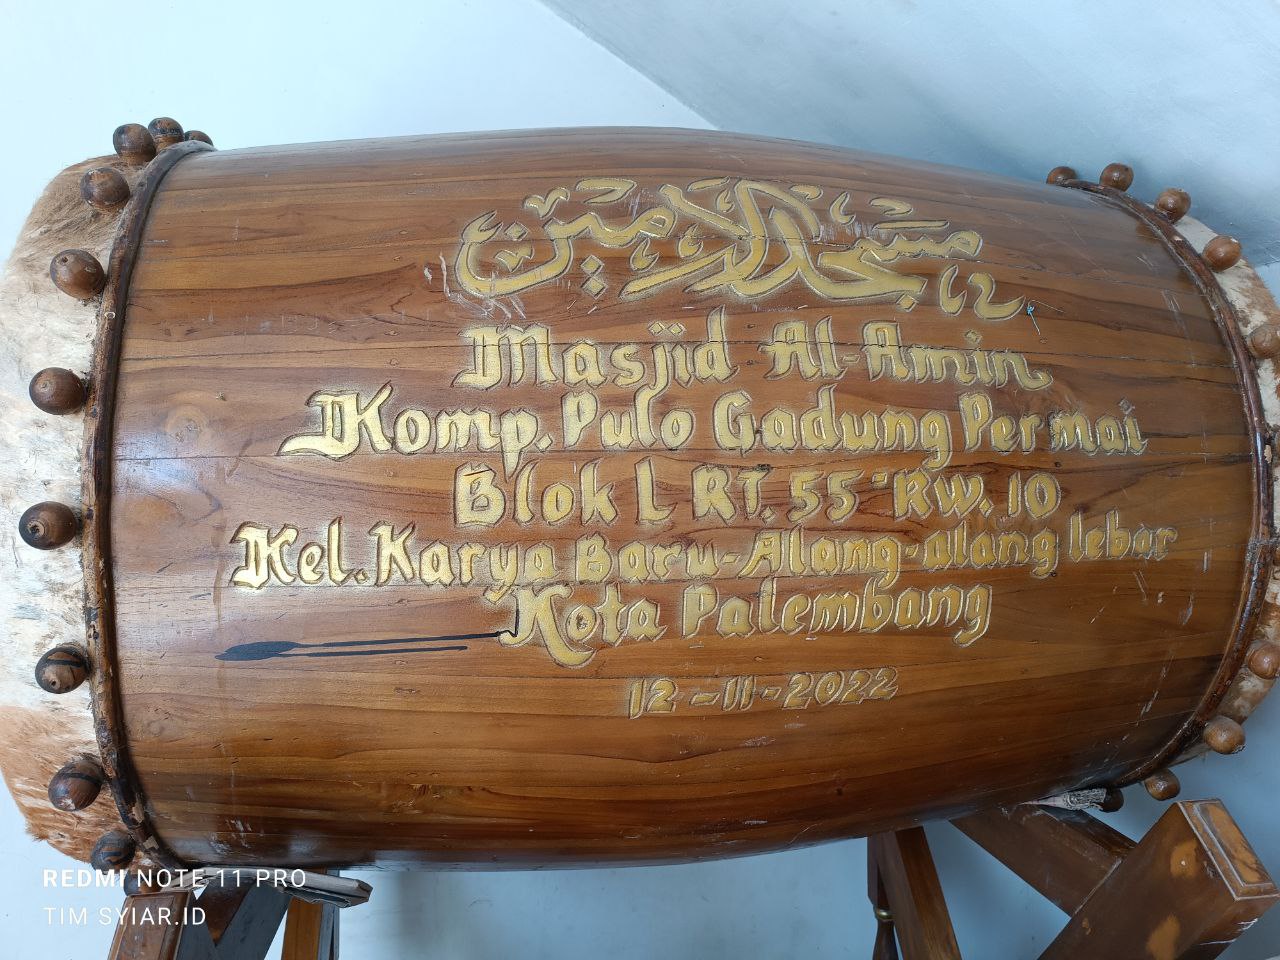 مسجد الامين
Masjid Al-Amin
Komp. Pulo Gadung Permai
Blok L RT. 55 RW. 10
Kel. Karya Baru-Alang-alang lebar
Kota Palembang
12-11-2022
REDMI NOTE 11 PRO
TIM SYIAR.ID